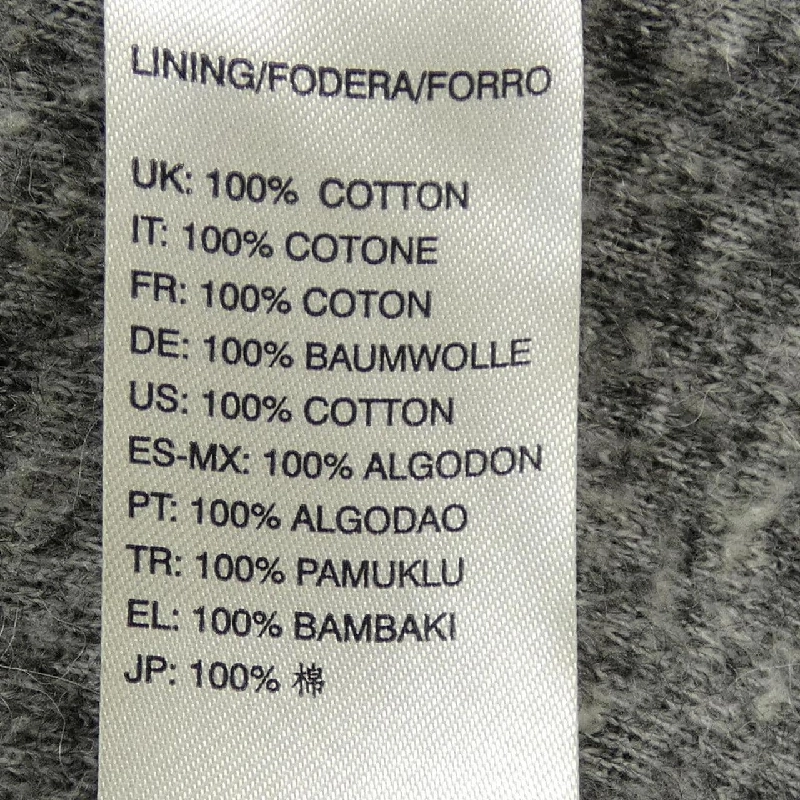 LINING/FODERA/FORRO
UK: 100% COTTON
IT: 100% COTONE
FR: 100% COTON
DE: 100% BAUMWOLLE
US: 100% COTTON
ES-MX: 100% ALGODON
PT: 100% ALGODAO
TR: 100% PAMUKLU
EL: 100% BAMBAKI
JP: 100% 棉